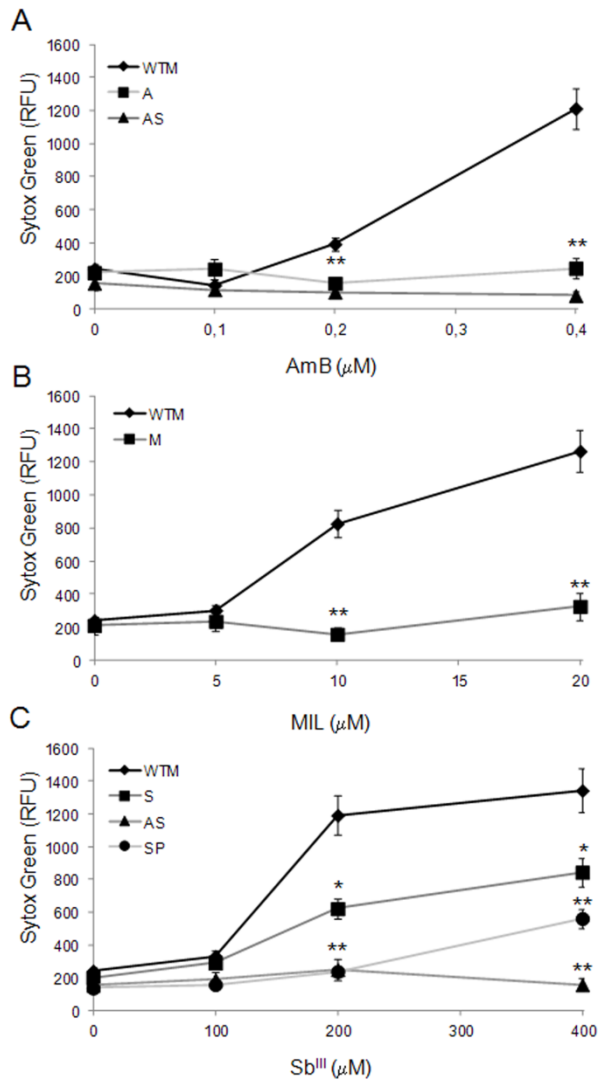 A
1600
1400
1200
1000
800
600
400
200
0
Sytox Green (RFU)
WTM
A
AS
**
**
0
0,1
0,2
0,3
0,4
AmB (μM)
B
1600
1400
1200
1000
800
600
400
200
0
Sytox Green (RFU)
WTM
M
**
**
0
5
10
15
20
MIL (μM)
C
1600
1400
1200
1000
800
600
400
200
0
Sytox Green (RFU)
WTM
S
AS
SP
*
*
**
**
**
0
100
200
300
400
Sbᴵᴵᴵ (μM)